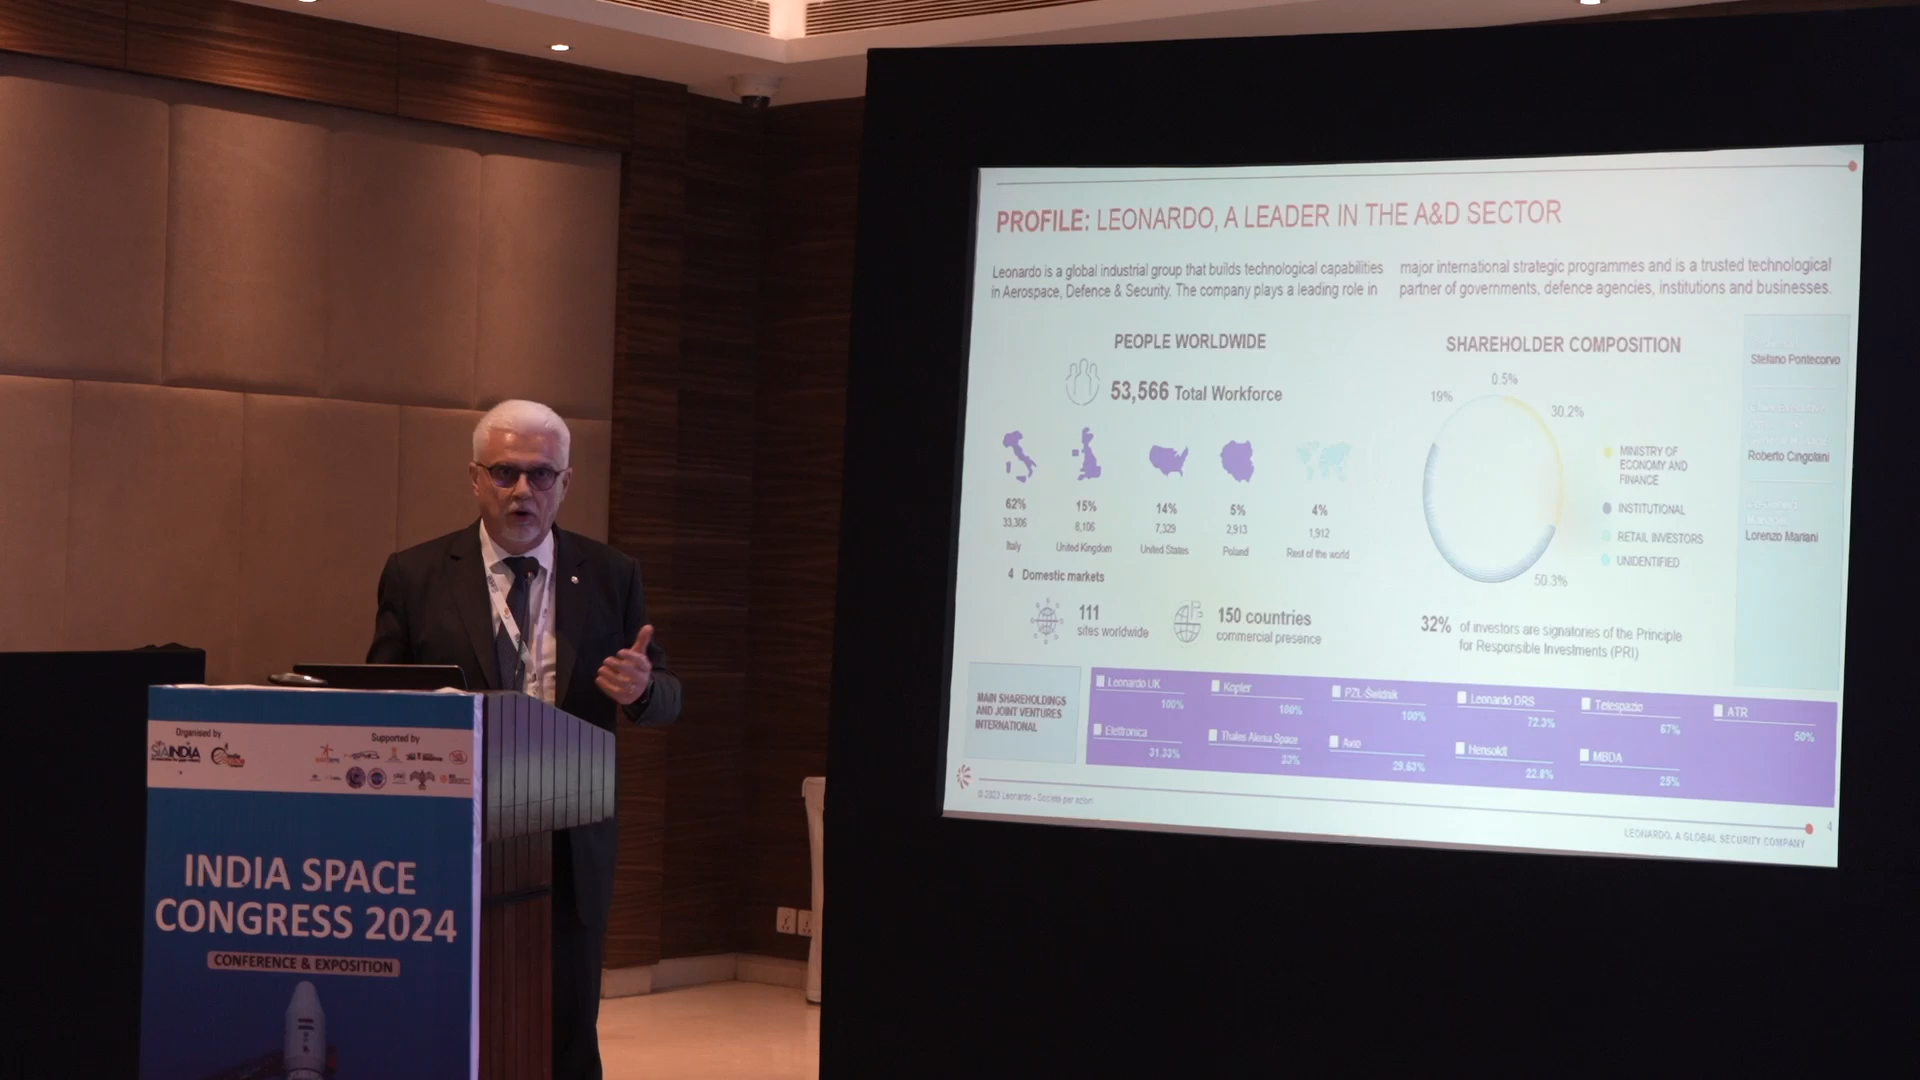 PROFILE: LEONARDO, A LEADER IN THE A&D SECTOR
Leonardo is a global industrial group that builds technological capabilities
in Aerospace, Defence & Security. The company plays a leading role in
major international strategic programmes and is a trusted technological
partner of governments, defence agencies, institutions and businesses.
PEOPLE WORLDWIDE
53,566 Total Workforce
62%
33,306
Italy
15%
8,106
United Kingdom
14%
7,329
United States
5%
2,913
Poland
4%
1,912
Rest of the world
4 Domestic markets
111
sites worldwide
150 countries
commercial presence
SHAREHOLDER COMPOSITION
0.5%
19%
30.2%
50.3%
MINISTRY OF
ECONOMY AND
FINANCE
INSTITUTIONAL
RETAIL INVESTORS
UNIDENTIFIED
32% of investors are signatories of the Principle
for Responsible Investments (PRI)
Stefano Pontecorvo
Roberto Cingolani
Lorenzo Mariani
MAIN SHAREHOLDINGS
AND JOINT VENTURES
INTERNATIONAL
Leonardo UK
100%
Kopter
100%
PZL-Świdnik
100%
Leonardo DRS
72.3%
Telespazio
67%
ATR
50%
Elettronica
31.33%
Thales Alenia Space
33%
Avio
29.63%
Hensoldt
22.8%
MBDA
25%
© 2023 Leonardo - Società per azioni
LEONARDO, A GLOBAL SECURITY COMPANY
4
Organised by
SIA INDIA
Supported by
INDIA SPACE
CONGRESS 2024
CONFERENCE & EXPOSITION